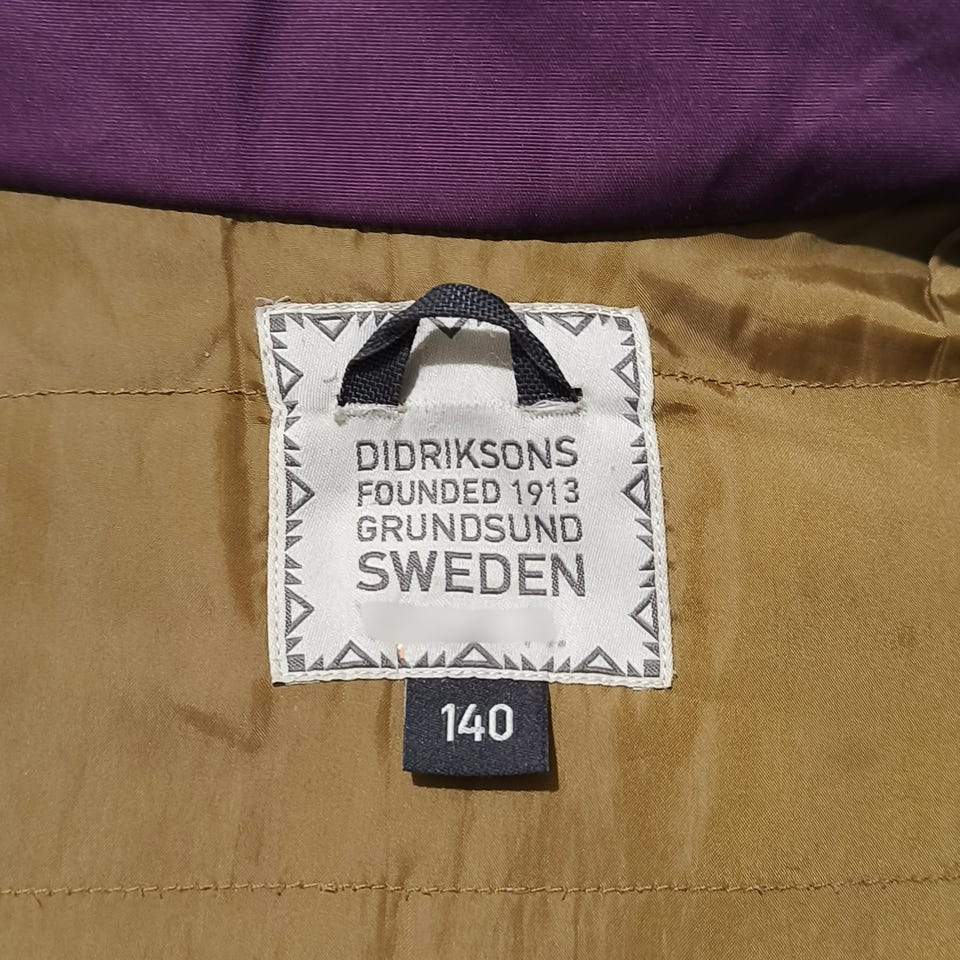 DIDRIKSONS
FOUNDED 1913
GRUNDSUND
SWEDEN
140